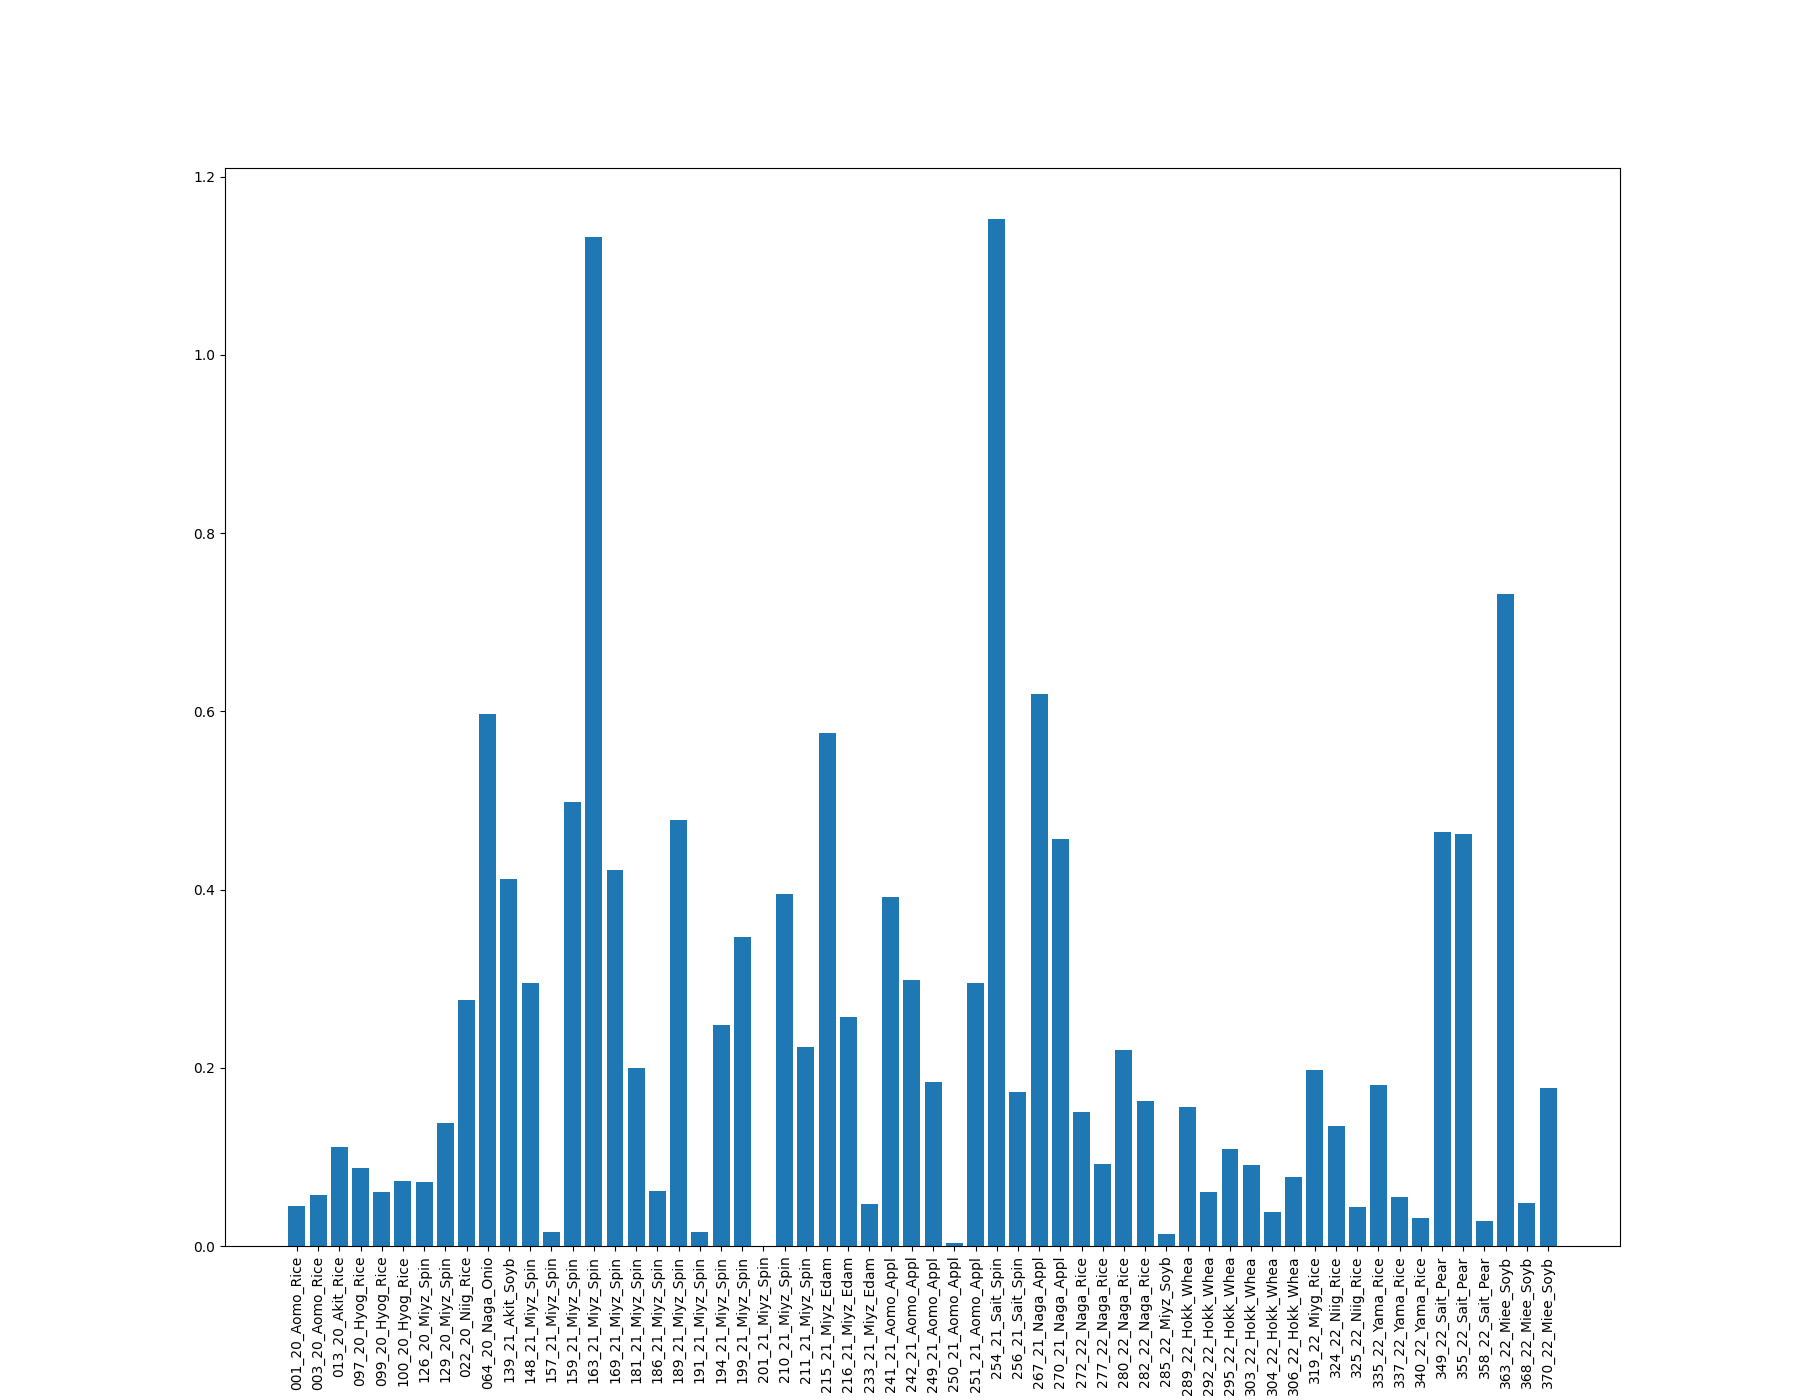 1.2
1.0
0.8
0.6
0.4
0.2
0.0
001_20_Aomo_Rice
003_20_Aomo_Rice
013_20_Akit_Rice
097_20_Hyog_Rice
099_20_Hyog_Rice
100_20_Hyog_Rice
126_20_Miyz_Spin
129_20_Miyz_Spin
022_20_Niig_Rice
064_20_Naga_Onio
139_21_Akit_Soyb
148_21_Miyz_Spin
157_21_Miyz_Spin
159_21_Miyz_Spin
163_21_Miyz_Spin
169_21_Miyz_Spin
181_21_Miyz_Spin
186_21_Miyz_Spin
189_21_Miyz_Spin
191_21_Miyz_Spin
194_21_Miyz_Spin
199_21_Miyz_Spin
201_21_Miyz_Spin
210_21_Miyz_Spin
211_21_Miyz_Spin
215_21_Miyz_Edam
216_21_Miyz_Edam
233_21_Miyz_Edam
241_21_Aomo_Appl
242_21_Aomo_Appl
249_21_Aomo_Appl
250_21_Aomo_Appl
251_21_Aomo_Appl
254_21_Sait_Spin
256_21_Sait_Spin
267_21_Naga_Appl
270_21_Naga_Appl
272_22_Naga_Rice
277_22_Naga_Rice
280_22_Naga_Rice
282_22_Naga_Rice
285_22_Miyz_Soyb
289_22_Hokk_Whea
292_22_Hokk_Whea
295_22_Hokk_Whea
303_22_Hokk_Whea
304_22_Hokk_Whea
306_22_Hokk_Whea
319_22_Miyg_Rice
324_22_Niig_Rice
325_22_Niig_Rice
335_22_Yama_Rice
337_22_Yama_Rice
340_22_Yama_Rice
349_22_Sait_Pear
355_22_Sait_Pear
358_22_Sait_Pear
363_22_Miee_Soyb
368_22_Miee_Soyb
370_22_Miee_Soyb